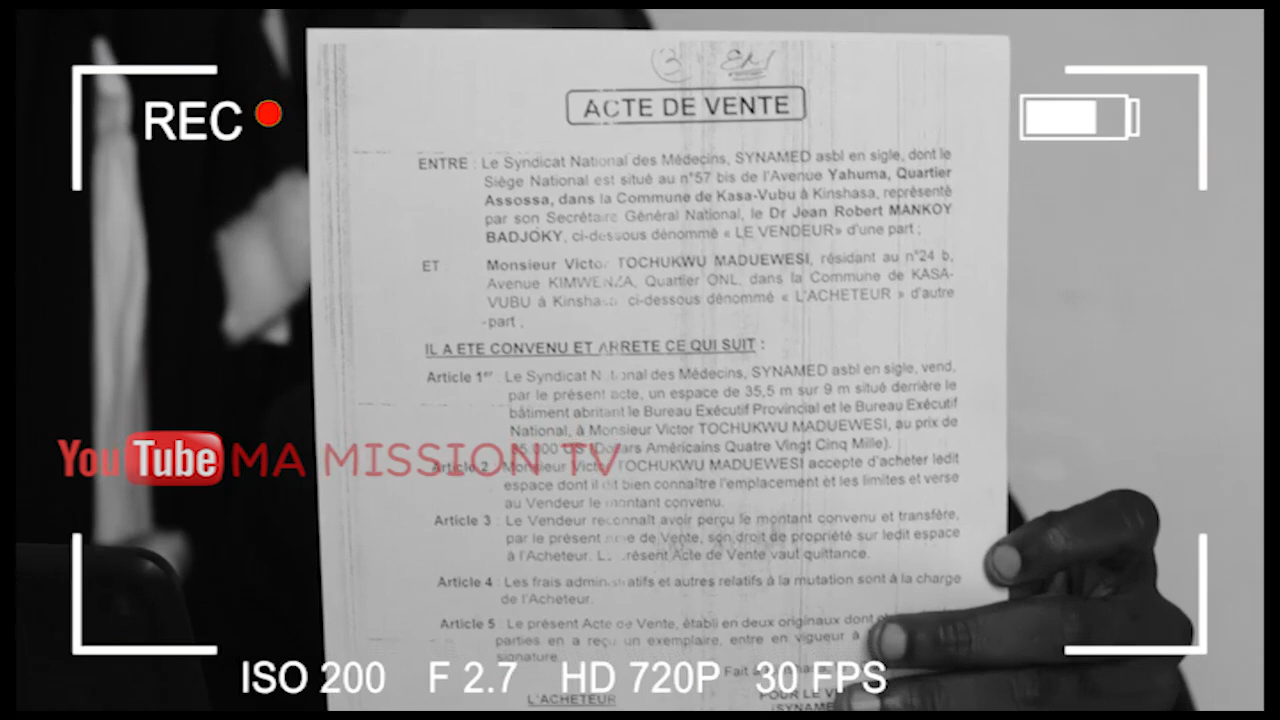 3
REC
ACTE DE VENTE
ENTRE : Le Syndicat National des Médecins, SYNAMED asbl en sigle, dont le
Siège National est situé au n°57 bis de l'Avenue Yahuma, Quartier
Assossa, dans la Commune de Kasa-Vubu à Kinshasa, représenté
par son Secrétaire Général National, le Dr Jean Robert MANKOY
BADJOKY, ci-dessous dénommé « LE VENDEUR» d'une part ;
ET Monsieur Victor TOCHUKWU MADUEWESI, résidant au n°24 b,
Avenue KIMWENZA, Quartier ONL, dans la Commune de KASA-
VUBU à Kinshasa ci-dessous dénommé « L'ACHETEUR » d'autre
-part ,
IL A ETE CONVENU ET ARRETE CE QUI SUIT :
Article 1er : Le Syndicat National des Médecins, SYNAMED asbl en sigle, vend,
par le présent acte, un espace de 35,5 m sur 9 m situé derrière le
bâtiment abritant le Bureau Exécutif Provincial et le Bureau Exécutif
National, à Monsieur Victor TOCHUKWU MADUEWESI, au prix de
(Dollars Américains Quatre Vingt Cinq Mille).
YouTube MA MISSION TV
Article 2 Monsieur Victor TOCHUKWU MADUEWESI accepte d'acheter ledit
espace dont il dit bien connaître l'emplacement et les limites et verse
au Vendeur le montant convenu.
Article 3 : Le Vendeur reconnaît avoir perçu le montant convenu et transfère,
par le présent de Vente, son droit de propriété sur ledit espace
à l'Acheteur. Le présent Acte de Vente vaut quittance.
Article 4 : Les frais administratifs et autres relatifs à la mutation sont à la charge
de l'Acheteur.
Article 5 : Le présent Acte de Vente, établi en deux originaux dont
parties en a reçu un exemplaire, entre en vigueur à
signature.
Fait à
ISO 200 F 2.7 HD 720P 30 FPS
L'ACHETEUR POUR LE
(SYNAME